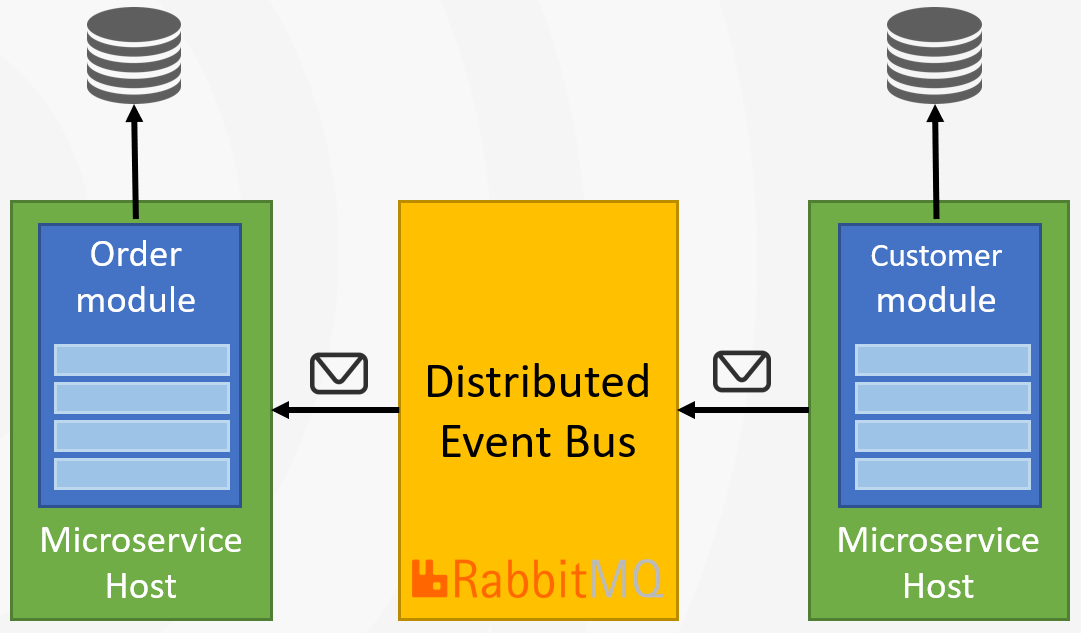 Order
module
Microservice
Host
Distributed
Event Bus
RabbitMQ
Customer
module
Microservice
Host